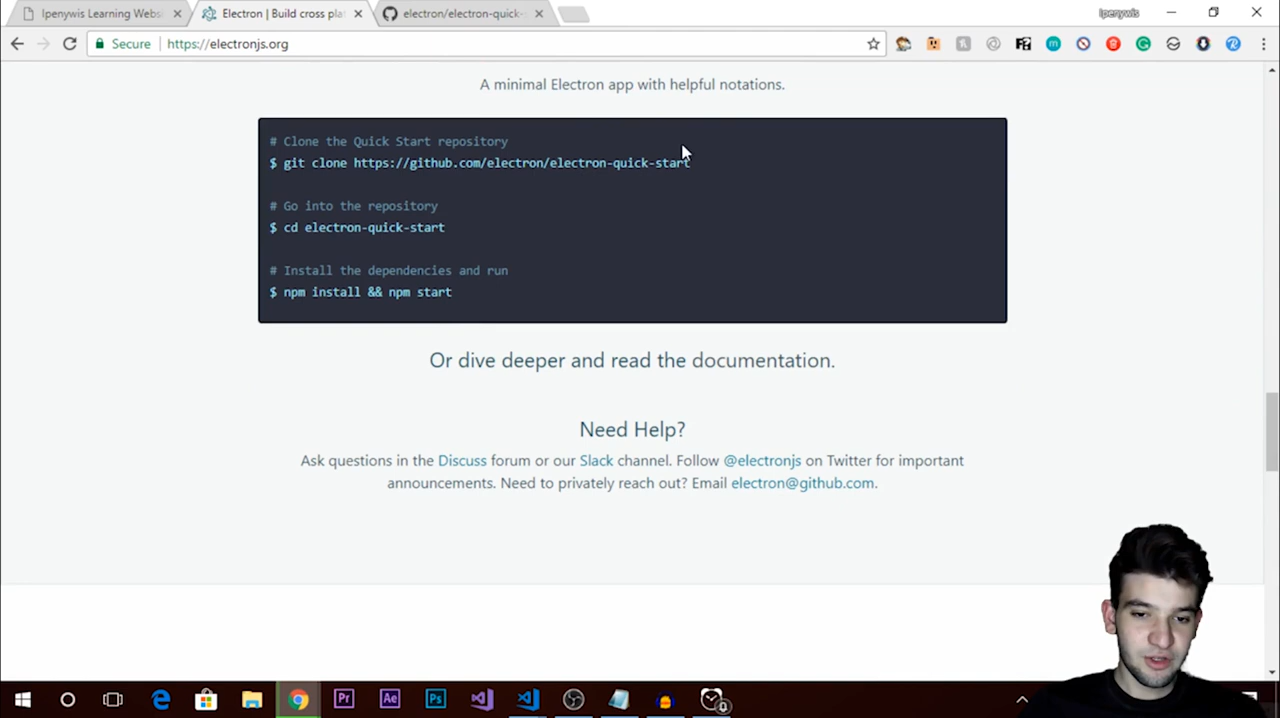 Ipenywis Learning Websi
Electron | Build cross plat
electron/electron-quick-
Ipenywis
Secure
https://electronjs.org
A minimal Electron app with helpful notations.
# Clone the Quick Start repository
$ git clone https://github.com/electron/electron-quick-start
# Go into the repository
$ cd electron-quick-start
# Install the dependencies and run
$ npm install && npm start
Or dive deeper and read the documentation.
Need Help?
Ask questions in the Discuss forum or our Slack channel. Follow @electronjs on Twitter for important
announcements. Need to privately reach out? Email electron@github.com.
Pr
Ae
Ps